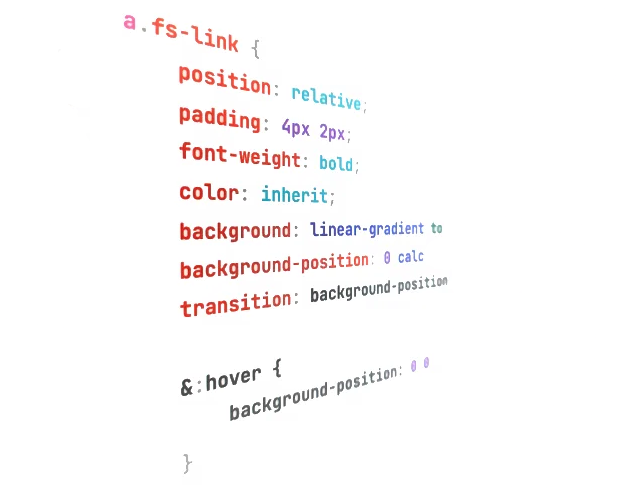 a.fs-link {
position: relative;
padding: 4px 2px;
font-weight: bold;
color: inherit;
background: linear-gradient to
background-position: 0 calc
transition: background-position
&:hover {
background-position: 0 0
}